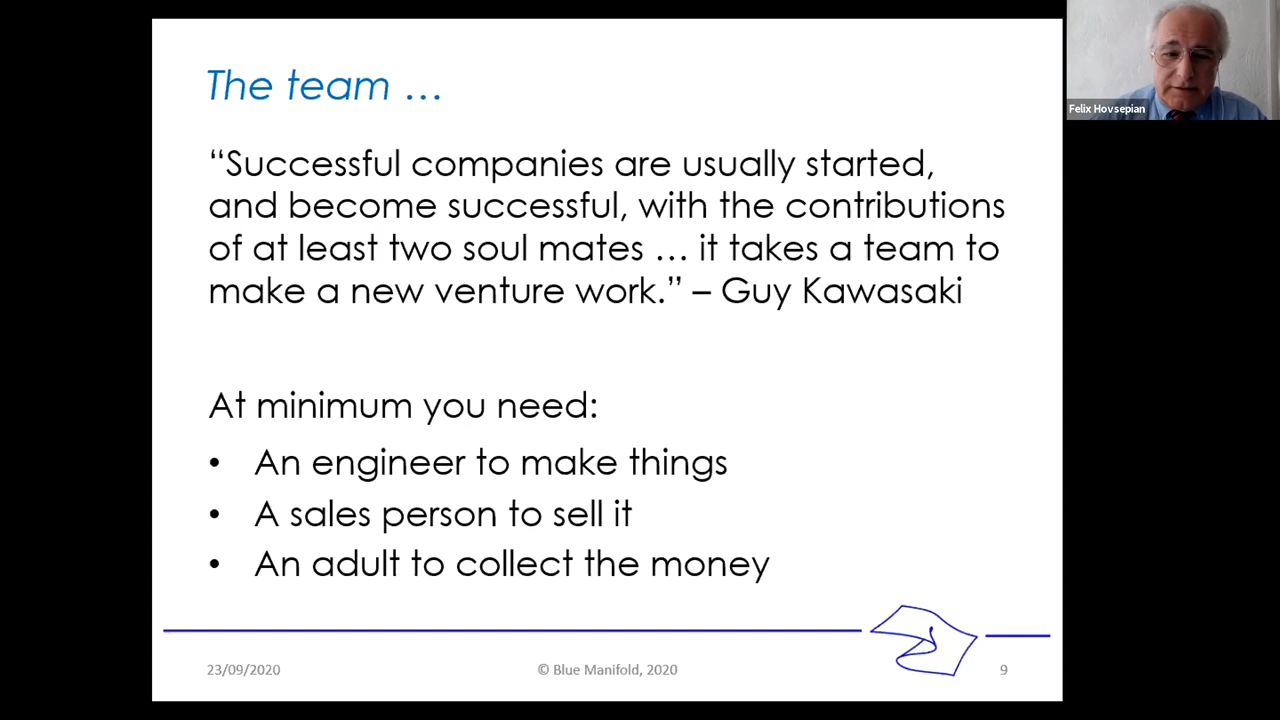 The team …
Felix Hovsepian
“Successful companies are usually started,
and become successful, with the contributions
of at least two soul mates … it takes a team to
make a new venture work.” – Guy Kawasaki
At minimum you need:
• An engineer to make things
• A sales person to sell it
• An adult to collect the money
23/09/2020
© Blue Manifold, 2020
9